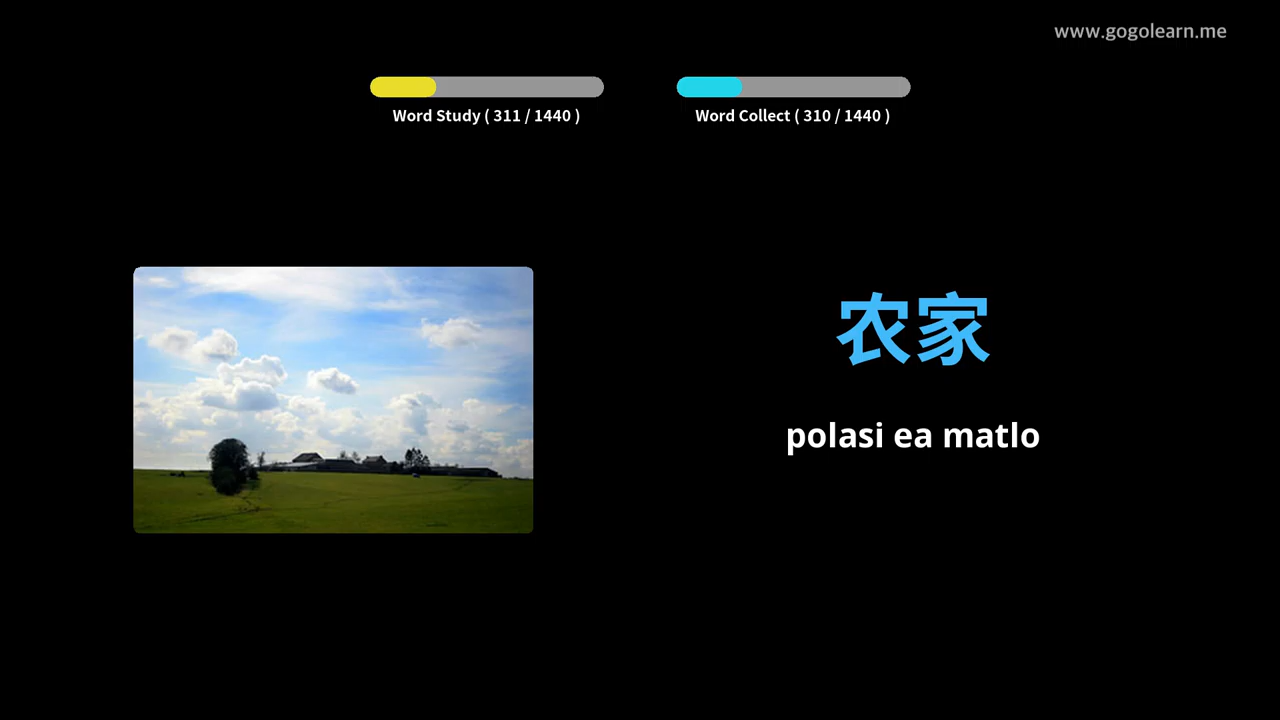 www.gogolearn.me
Word Study ( 311 / 1440 )
Word Collect ( 310 / 1440 )
农家
polasi ea matlo